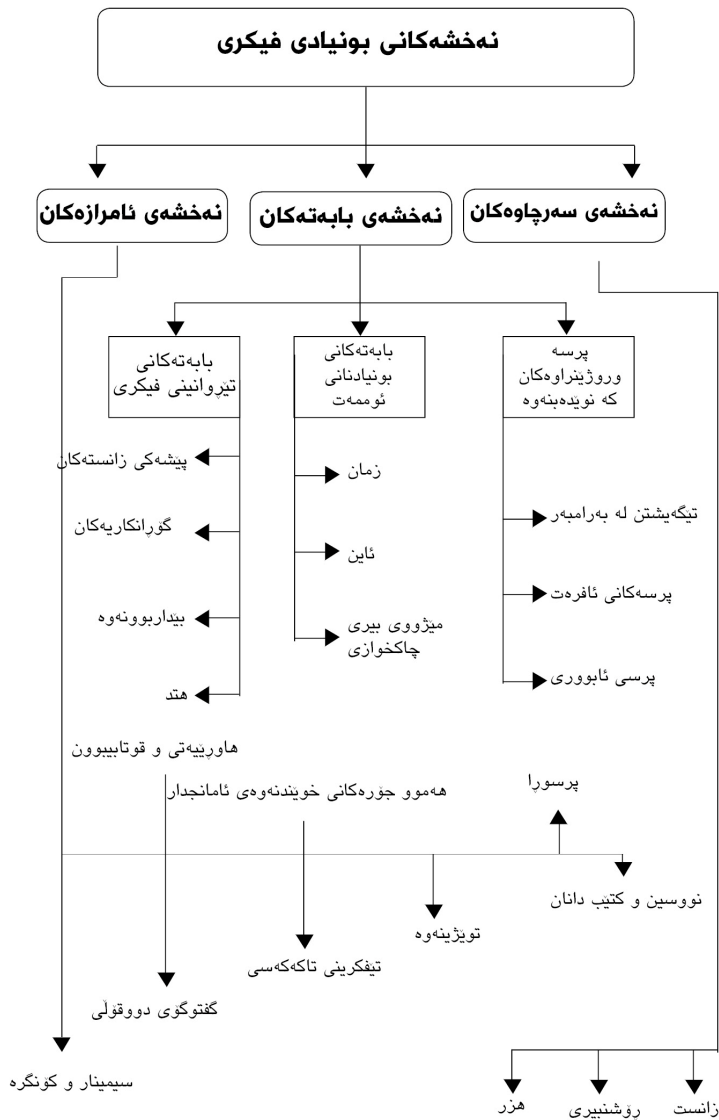 نەخشەکانی بونیادی فیکری
نەخشەی سەرچاوەکان
نەخشەی بابەتەکان
نەخشەی ئامرازەکان
پرسە
وروژێنراوەکان
کە نوێدەبنەوە
بابەتەکانی
بونیادنانی
ئوممەت
بابەتەکانی
تێڕوانینی فیکری
تێگەیشتن لە بەرامبەر
پرسەکانی ئافرەت
پرسی ئابووری
زمان
ئاین
مێژووی بیری
چاکخوازی
پێشەکی زانستەکان
گۆڕانکاریەکان
بێداربوونەوە
هتد
هاوڕێیەتی و قوتابیبوون
هەموو جۆرەکانی خوێندنەوەی ئامانجدار
پرسوڕا
نووسین و کتێب دانان
توێژینەوە
تێفکرینی تاکەکەسی
گفتوگۆی دووقۆڵی
سیمینار و کۆنگرە
زانست
ڕۆشنبیری
هزر